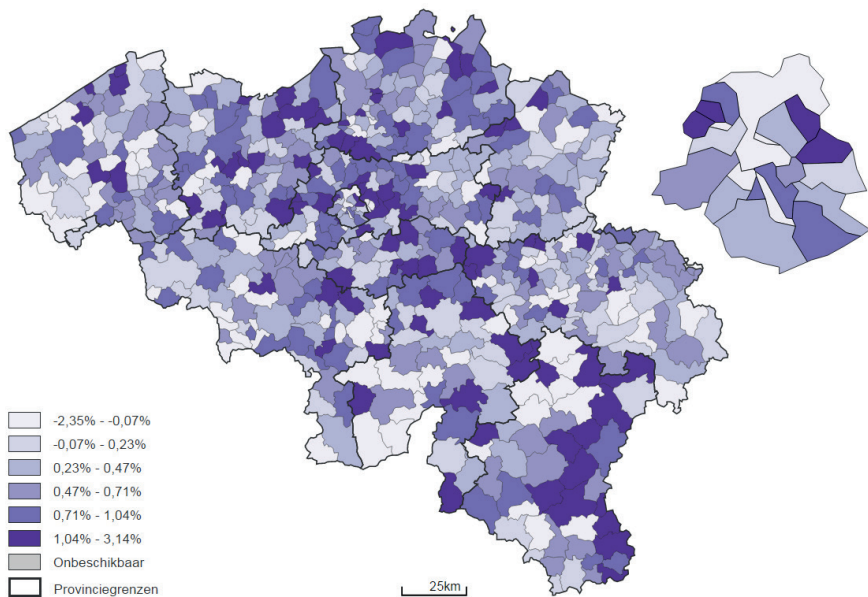 -2,35% - -0,07%
-0,07% - 0,23%
0,23% - 0,47%
0,47% - 0,71%
0,71% - 1,04%
1,04% - 3,14%
Onbeschikbaar
Provinciegrenzen
25km